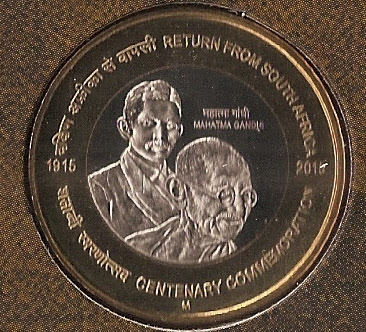 दक्षिण अफ्रीका से वापसी RETURN FROM SOUTH AFRICA
महात्मा गांधी
MAHATMA GANDHI
1915
2015
शताब्दी स्मरणोत्सव CENTENARY COMMEMORATION
M